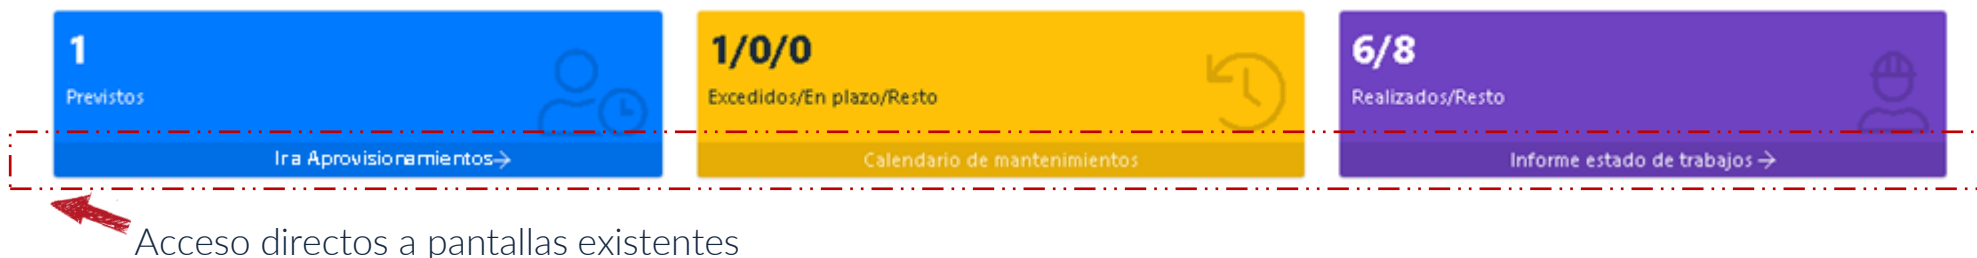 1
Previstos
Ir a Aprovisionamientos→
1/0/0
Excedidos/En plazo/Resto
Calendario de mantenimientos
6/8
Realizados/Resto
Informe estado de trabajos →
Acceso directos a pantallas existentes